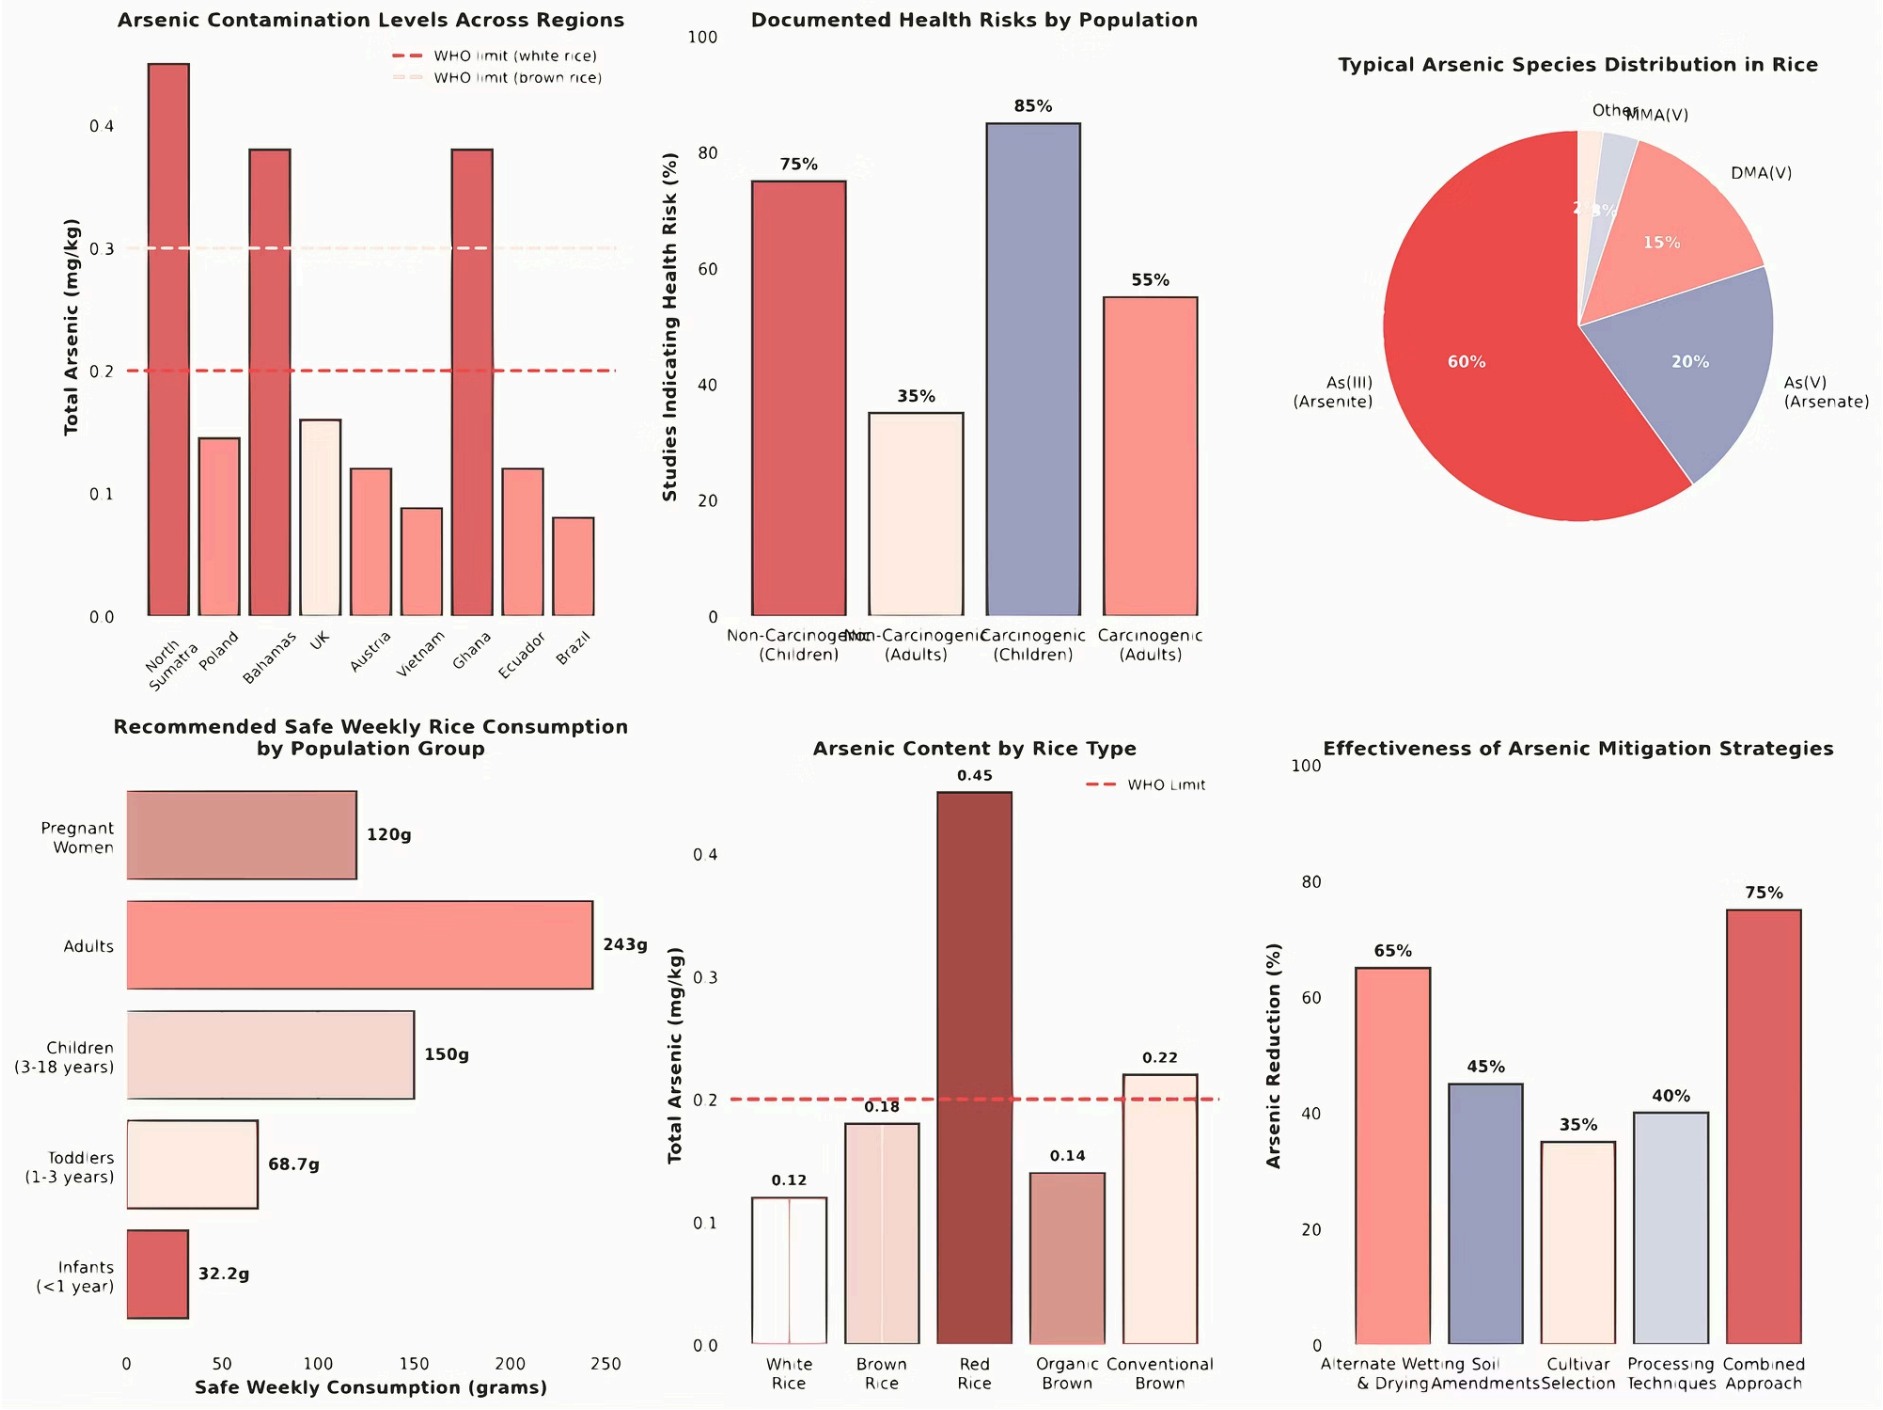 Arsenic Contamination Levels Across Regions
WHO limit (white rice)
WHO limit (brown rice)
Total Arsenic (mg/kg)
0.4
0.3
0.2
0.1
0.0
North
Sumatra
Poland
Bahamas
UK
Austria
Vietnam
Ghana
Ecuador
Brazil
Documented Health Risks by Population
Studies Indicating Health Risk (%)
100
80
60
40
20
0
75%
35%
85%
55%
Non-Carcinogenic
(Children)
Non-Carcinogenic
(Adults)
Carcinogenic
(Children)
Carcinogenic
(Adults)
Typical Arsenic Species Distribution in Rice
Other
MMA(V)
DMA(V)
As(V)
(Arsenate)
As(III)
(Arsenite)
2%
3%
15%
20%
60%
Recommended Safe Weekly Rice Consumption
by Population Group
Pregnant
Women
120g
Adults
243g
Children
(3-18 years)
150g
Toddlers
(1-3 years)
68.7g
Infants
(<1 year)
32.2g
0 50 100 150 200 250
Safe Weekly Consumption (grams)
Arsenic Content by Rice Type
WHO Limit
Total Arsenic (mg/kg)
0.4
0.3
0.2
0.1
0.0
0.12
0.18
0.45
0.14
0.22
White
Rice
Brown
Rice
Red
Rice
Organic
Brown
Conventional
Brown
Effectiveness of Arsenic Mitigation Strategies
Arsenic Reduction (%)
100
80
60
40
20
0
65%
45%
35%
40%
75%
Alternate Wetting
& Drying
Soil
Amendments
Cultivar
Selection
Processing
Techniques
Combined
Approach